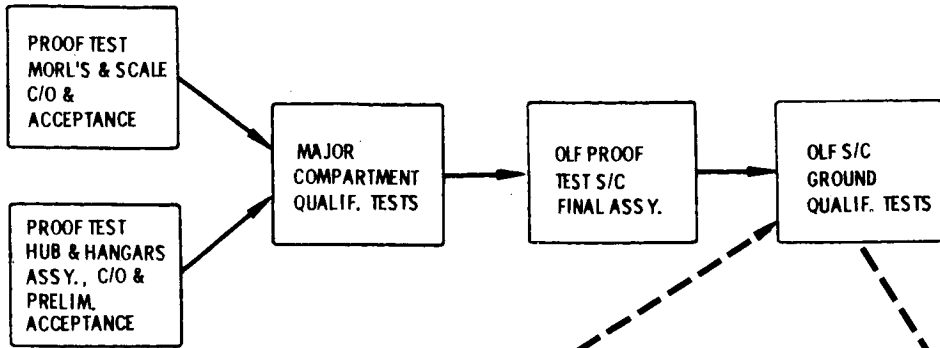 PROOF TEST
MORL'S & SCALE
C/O &
ACCEPTANCE
PROOF TEST
HUB & HANGARS
ASSY., C/O &
PRELIM.
ACCEPTANCE
MAJOR
COMPARTMENT
QUALIF. TESTS
OLF PROOF
TEST S/C
FINAL ASSY.
OLF S/C
GROUND
QUALIF. TESTS